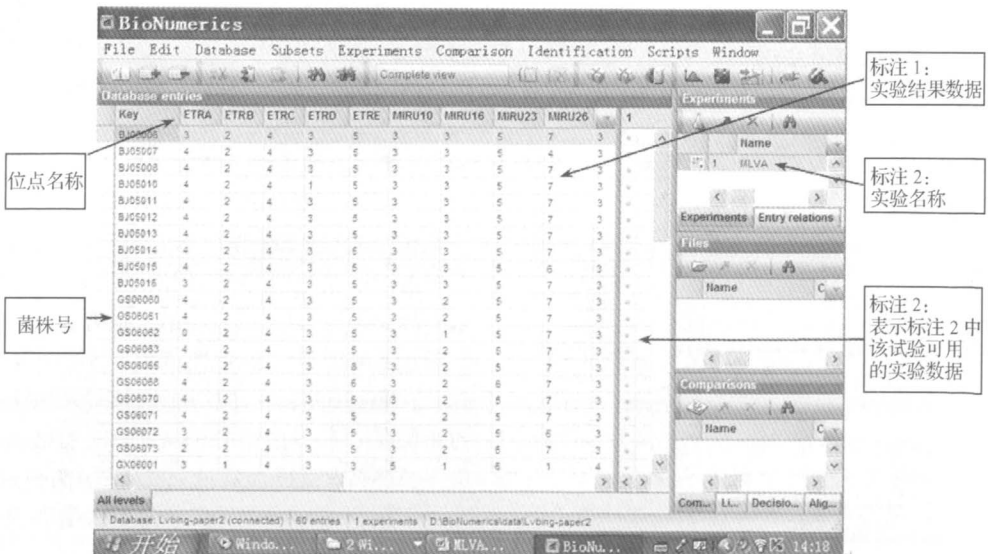 BioNumerics
File Edit Database Subsets Experiments Comparison Identification Scripts Window
Complete view
Database entries
Key ETRA ETRB ETRC ETRD ETRE MIRU10 MIRU16 MIRU23 MIRU26 1
BJ05007 4 2 4 3 5 3 3 5 4 3
BJ05008 4 2 4 3 5 3 3 5 7 3
BJ05010 4 2 4 1 5 3 3 5 7 3
BJ05011 4 2 4 3 5 3 3 5 7 3
BJ05012 4 2 4 3 5 3 3 5 7 3
BJ05013 4 2 4 3 5 3 3 5 7 3
BJ05014 4 2 4 3 5 3 3 5 7 3
BJ05015 4 2 4 3 5 3 3 5 6 3
BJ05016 3 2 4 3 5 3 3 5 7 3
GS06060 4 2 4 3 5 3 2 5 7 3
GS06061 4 2 4 3 5 3 2 5 7 3
GS06062 2 4 3 5 3 1 5 7 3
GS06063 4 2 4 3 5 3 2 7 3
GS06065 4 2 4 3 3 2 5 7 3
GS06068 4 2 4 3 3 2 7 3
GS06070 4 2 4 3 5 3 2 5 7 3
GS06071 4 2 4 3 5 3 2 5 7 3
GS06072 3 2 4 3 5 3 2 5 3
GS06073 2 2 4 3 5 3 2 7 3
GX06001 3 1 4 3 3 5 1 1 4
All levels
Database: Lvbing-paper2 (connected) 60 entries 1 experiments D:\BioNumerics\data\Lvbing-paper2
Experiments
Name
1 MLVA
Experiments Entry relations
Files
Name C
Comparisons
Name C
Com... Li... Decisio... Alig...
开始 Windo... 2 Wi... MLVA... BioNu... 14:18
位点名称
菌株号
标注 1：
实验结果数据
标注 2：
实验名称
标注 2：
表示标注 2 中
该试验可用
的实验数据